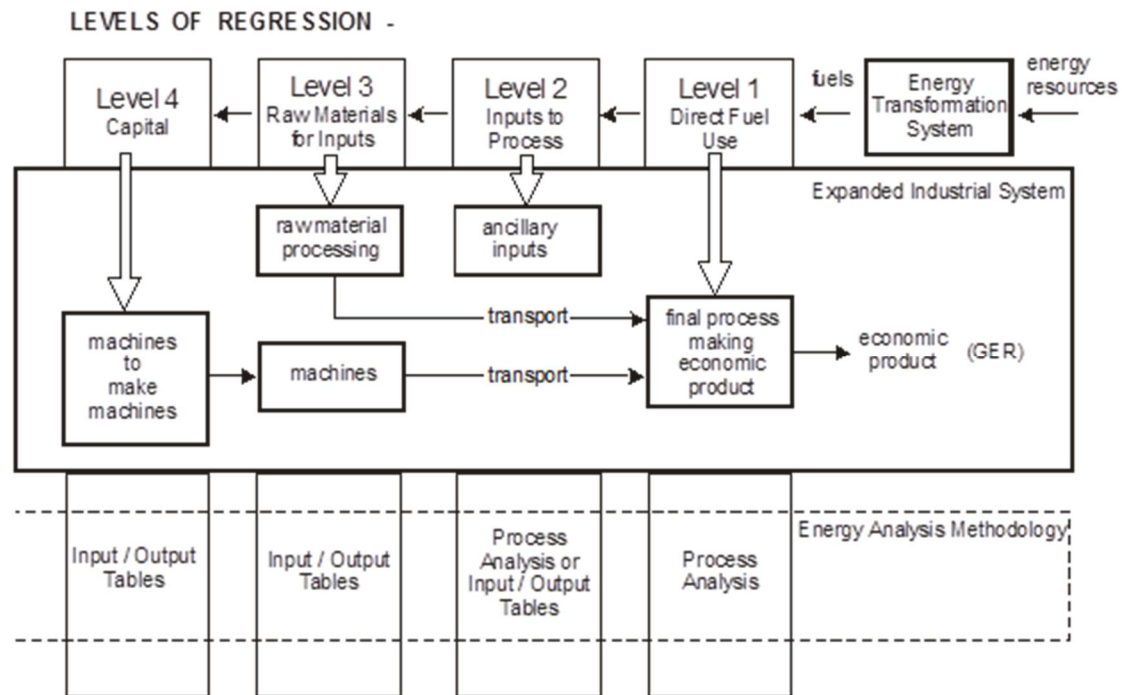 LEVELS OF REGRESSION -
Level 4
Capital
Level 3
Raw Materials
for Inputs
Level 2
Inputs to
Process
Level 1
Direct Fuel
Use
fuels
Energy
Transformation
System
energy
resources
Expanded Industrial System
raw material
processing
ancillary
inputs
machines
to
make
machines
machines
transport
transport
final process
making
economic
product
economic
product (GER)
Energy Analysis Methodology
Input / Output
Tables
Input / Output
Tables
Process
Analysis or
Input / Output
Tables
Process
Analysis